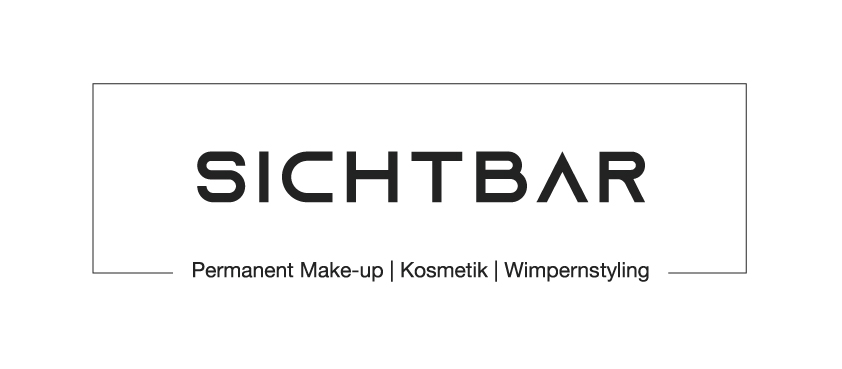 SICHTBAR
Permanent Make-up | Kosmetik | Wimpernstyling